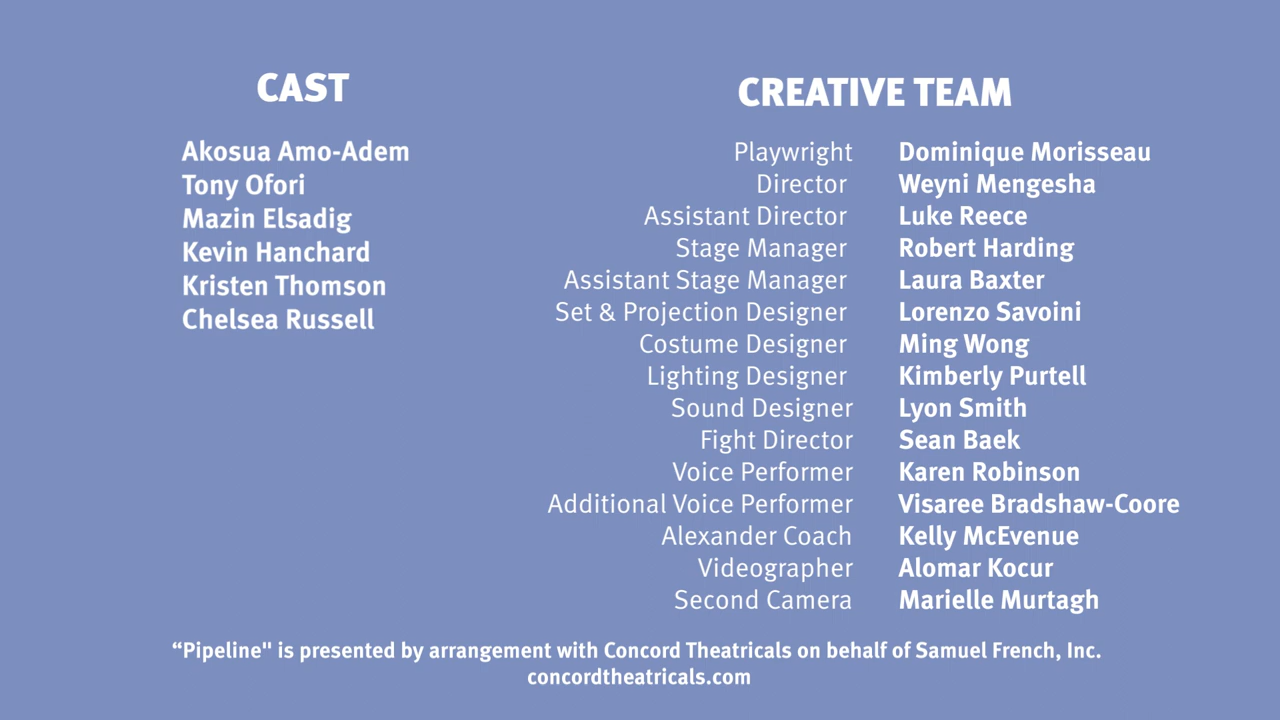 CAST
Akosua Amo-Adem
Tony Ofori
Mazin Elsadig
Kevin Hanchard
Kristen Thomson
Chelsea Russell
CREATIVE TEAM
Playwright Dominique Morisseau
Director Weyni Mengesha
Assistant Director Luke Reece
Stage Manager Robert Harding
Assistant Stage Manager Laura Baxter
Set & Projection Designer Lorenzo Savoini
Costume Designer Ming Wong
Lighting Designer Kimberly Purtell
Sound Designer Lyon Smith
Fight Director Sean Baek
Voice Performer Karen Robinson
Additional Voice Performer Visaree Bradshaw-Coore
Alexander Coach Kelly McEvenue
Videographer Alomar Kocur
Second Camera Marielle Murtagh
“Pipeline" is presented by arrangement with Concord Theatricals on behalf of Samuel French, Inc.
concordtheatricals.com